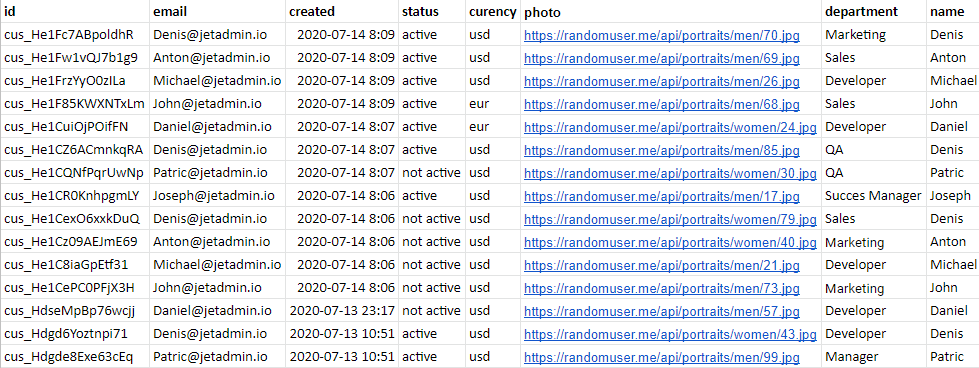 id email created status curency photo department name
cus_He1Fc7ABpoldhR Denis@jetadmin.io 2020-07-14 8:09 active usd https://randomuser.me/api/portraits/men/70.jpg Marketing Denis
cus_He1Fw1vQJ7b1g9 Anton@jetadmin.io 2020-07-14 8:09 active usd https://randomuser.me/api/portraits/men/69.jpg Sales Anton
cus_He1FrzYyO0zILa Michael@jetadmin.io 2020-07-14 8:09 active usd https://randomuser.me/api/portraits/men/26.jpg Developer Michael
cus_He1F85KWXNTxLm John@jetadmin.io 2020-07-14 8:09 active eur https://randomuser.me/api/portraits/men/68.jpg Sales John
cus_He1CuiOjPOifFN Daniel@jetadmin.io 2020-07-14 8:07 active eur https://randomuser.me/api/portraits/women/24.jpg Developer Daniel
cus_He1CZ6ACmnkqRA Denis@jetadmin.io 2020-07-14 8:07 active usd https://randomuser.me/api/portraits/men/85.jpg QA Denis
cus_He1CQNfPqrUwNp Patric@jetadmin.io 2020-07-14 8:07 not active usd https://randomuser.me/api/portraits/women/30.jpg QA Patric
cus_He1CR0KnhpgmLY Joseph@jetadmin.io 2020-07-14 8:06 active usd https://randomuser.me/api/portraits/men/17.jpg Succes Manager Joseph
cus_He1CexO6xxkDuQ Denis@jetadmin.io 2020-07-14 8:06 not active usd https://randomuser.me/api/portraits/women/79.jpg Sales Denis
cus_He1Cz09AEJmE69 Anton@jetadmin.io 2020-07-14 8:06 not active usd https://randomuser.me/api/portraits/women/40.jpg Marketing Anton
cus_He1C8iaGpEtf31 Michael@jetadmin.io 2020-07-14 8:06 not active usd https://randomuser.me/api/portraits/men/21.jpg Developer Michael
cus_He1CePC0PFjX3H John@jetadmin.io 2020-07-14 8:06 not active usd https://randomuser.me/api/portraits/men/73.jpg Marketing John
cus_HdseMpBp76wcjj Daniel@jetadmin.io 2020-07-13 23:17 not active usd https://randomuser.me/api/portraits/men/57.jpg Developer Daniel
cus_Hdgd6Yoztnpi71 Denis@jetadmin.io 2020-07-13 10:51 active usd https://randomuser.me/api/portraits/women/43.jpg Developer Denis
cus_Hdgde8Exe63cEq Patric@jetadmin.io 2020-07-13 10:51 active usd https://randomuser.me/api/portraits/men/99.jpg Manager Patric